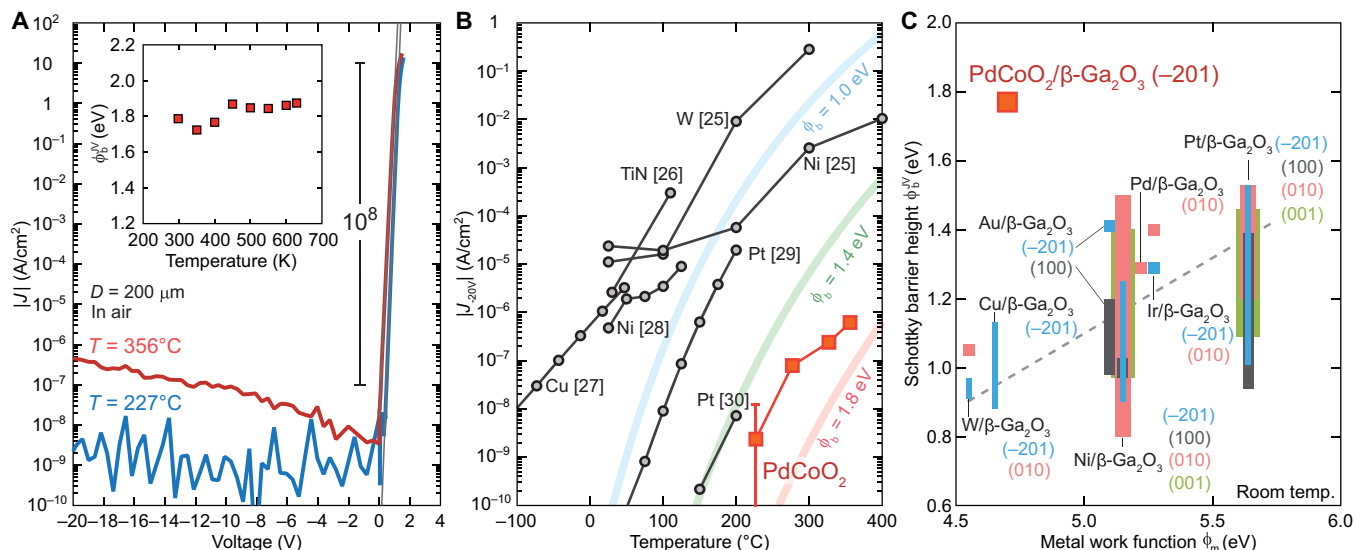 A
10²
10
1
10⁻¹
10⁻²
10⁻³
10⁻⁴
10⁻⁵
10⁻⁶
10⁻⁷
10⁻⁸
10⁻⁹
10⁻¹⁰
|J| (A/cm²)
–20 –18 –16 –14 –12 –10 –8 –6 –4 –2 0 2 4
Voltage (V)
2.2
2.0
1.8
1.6
1.4
1.2
ϕb^JV (eV)
200 300 400 500 600 700
Temperature (K)
10⁸
D = 200 μm
In air
T = 356°C
T = 227°C
B
1
10⁻¹
10⁻²
10⁻³
10⁻⁴
10⁻⁵
10⁻⁶
10⁻⁷
10⁻⁸
10⁻⁹
10⁻¹⁰
|J₋₂₀V| (A/cm²)
–100 0 100 200 300 400
Temperature (°C)
ϕb = 1.0 eV
W [25]
Ni [25]
TiN [26]
Pt [29]
ϕb = 1.4 eV
Ni [28]
Cu [27]
Pt [30]
ϕb = 1.8 eV
PdCoO₂
C
2.0
1.8
1.6
1.4
1.2
1.0
0.8
0.6
Schottky barrier height ϕb^JV (eV)
4.5 5.0 5.5 6.0
Metal work function ϕm (eV)
PdCoO₂/β-Ga₂O₃ (–201)
Pt/β-Ga₂O₃ (–201)
(100)
(010)
(001)
Pd/β-Ga₂O₃
(010)
Au/β-Ga₂O₃
(–201)
(100)
Cu/β-Ga₂O₃
(–201)
Ir/β-Ga₂O₃
(–201)
(010)
W/β-Ga₂O₃
(–201)
(010)
Ni/β-Ga₂O₃
(–201)
(100)
(010)
(001)
Room temp.